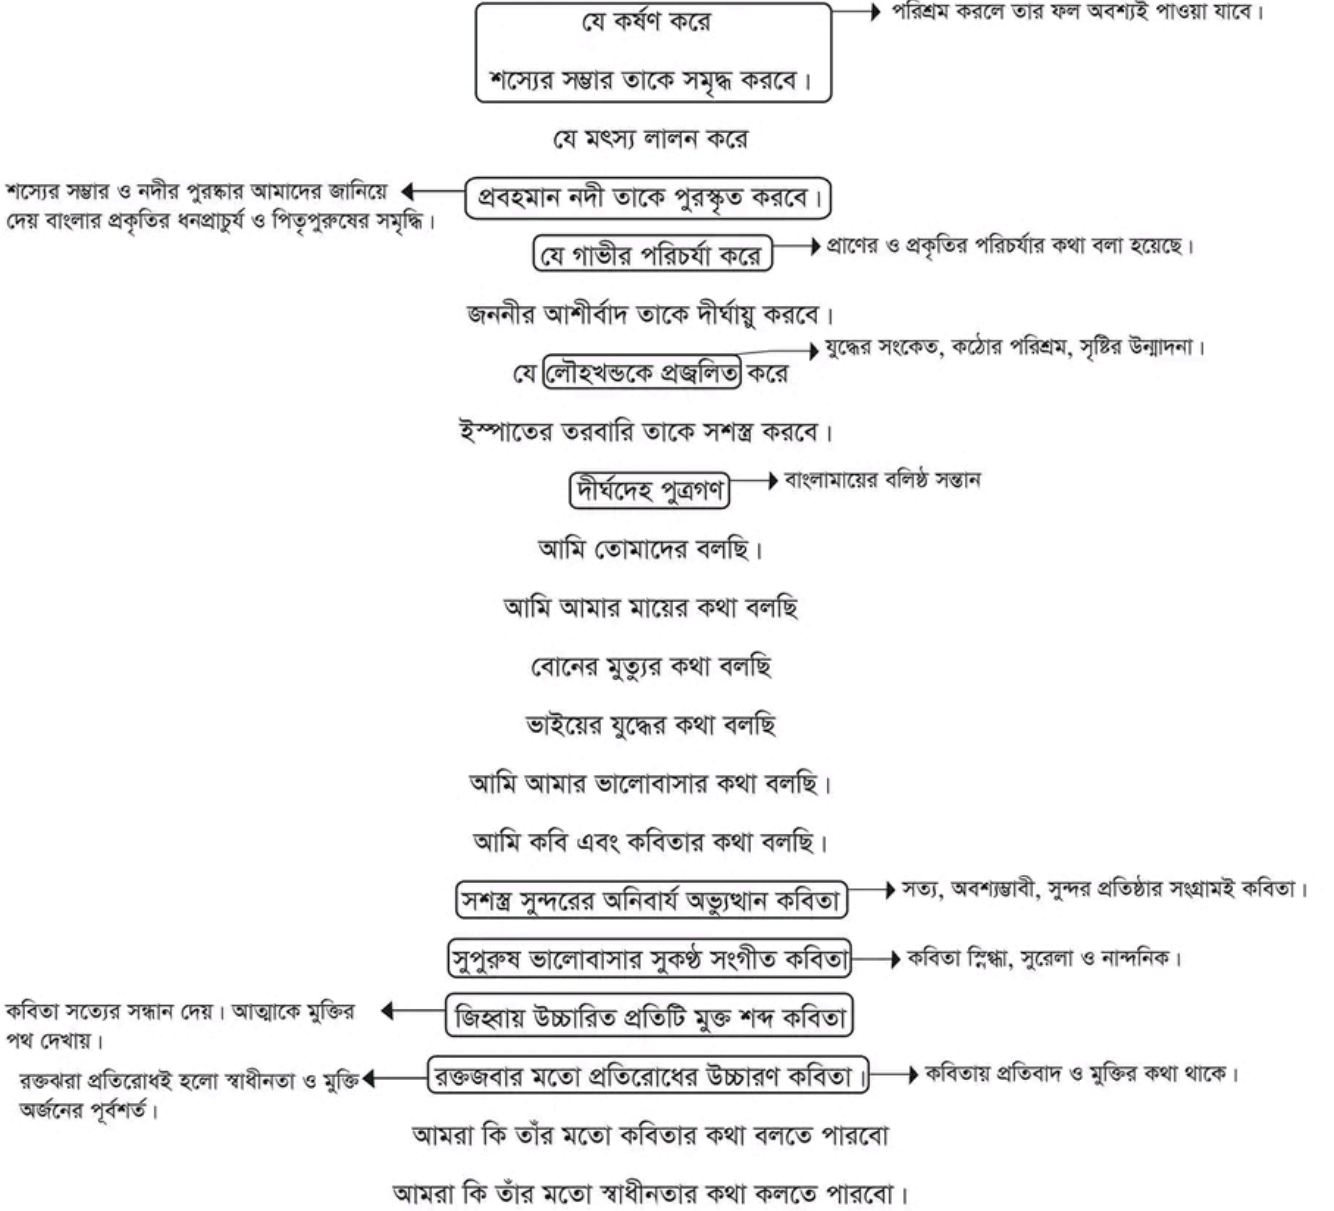 যে কর্ষণ করে
পরিশ্রম করলে তার ফল অবশ্যই পাওয়া যাবে।
শস্যের সম্ভার তাকে সমৃদ্ধ করবে।
যে মৎস্য লালন করে
শস্যের সম্ভার ও নদীর পুরষ্কার আমাদের জানিয়ে
দেয় বাংলার প্রকৃতির ধনপ্রাচুর্য ও পিতৃপুরুষের সমৃদ্ধি।
প্রবহমান নদী তাকে পুরস্কৃত করবে।
যে গাভীর পরিচর্যা করে
প্রাণের ও প্রকৃতির পরিচর্যার কথা বলা হয়েছে।
জননীর আশীর্বাদ তাকে দীর্ঘায়ু করবে।
যুদ্ধের সংকেত, কঠোর পরিশ্রম, সৃষ্টির উন্মাদনা।
যে লৌহখন্ডকে প্রজ্বলিত করে
ইস্পাতের তরবারি তাকে সশস্ত্র করবে।
দীর্ঘদেহ পুত্রগণ
বাংলামায়ের বলিষ্ঠ সন্তান
আমি তোমাদের বলছি।
আমি আমার মায়ের কথা বলছি
বোনের মৃত্যুর কথা বলছি
ভাইয়ের যুদ্ধের কথা বলছি
আমি আমার ভালোবাসার কথা বলছি।
আমি কবি এবং কবিতার কথা বলছি।
সশস্ত্র সুন্দরের অনিবার্য অভ্যুত্থান কবিতা
সত্য, অবশ্যম্ভাবী, সুন্দর প্রতিষ্ঠার সংগ্রামই কবিতা।
সুপুরুষ ভালোবাসার সুকণ্ঠ সংগীত কবিতা
কবিতা স্নিগ্ধা, সুরেলা ও নান্দনিক।
কবিতা সত্যের সন্ধান দেয়। আত্মাকে মুক্তির
পথ দেখায়।
জিহ্বায় উচ্চারিত প্রতিটি মুক্ত শব্দ কবিতা
রক্তঝরা প্রতিরোধই হলো স্বাধীনতা ও মুক্তি
অর্জনের পূর্বশর্ত।
রক্তজবার মতো প্রতিরোধের উচ্চারণ কবিতা।
কবিতায় প্রতিবাদ ও মুক্তির কথা থাকে।
আমরা কি তাঁর মতো কবিতার কথা বলতে পারবো
আমরা কি তাঁর মতো স্বাধীনতার কথা কলতে পারবো।